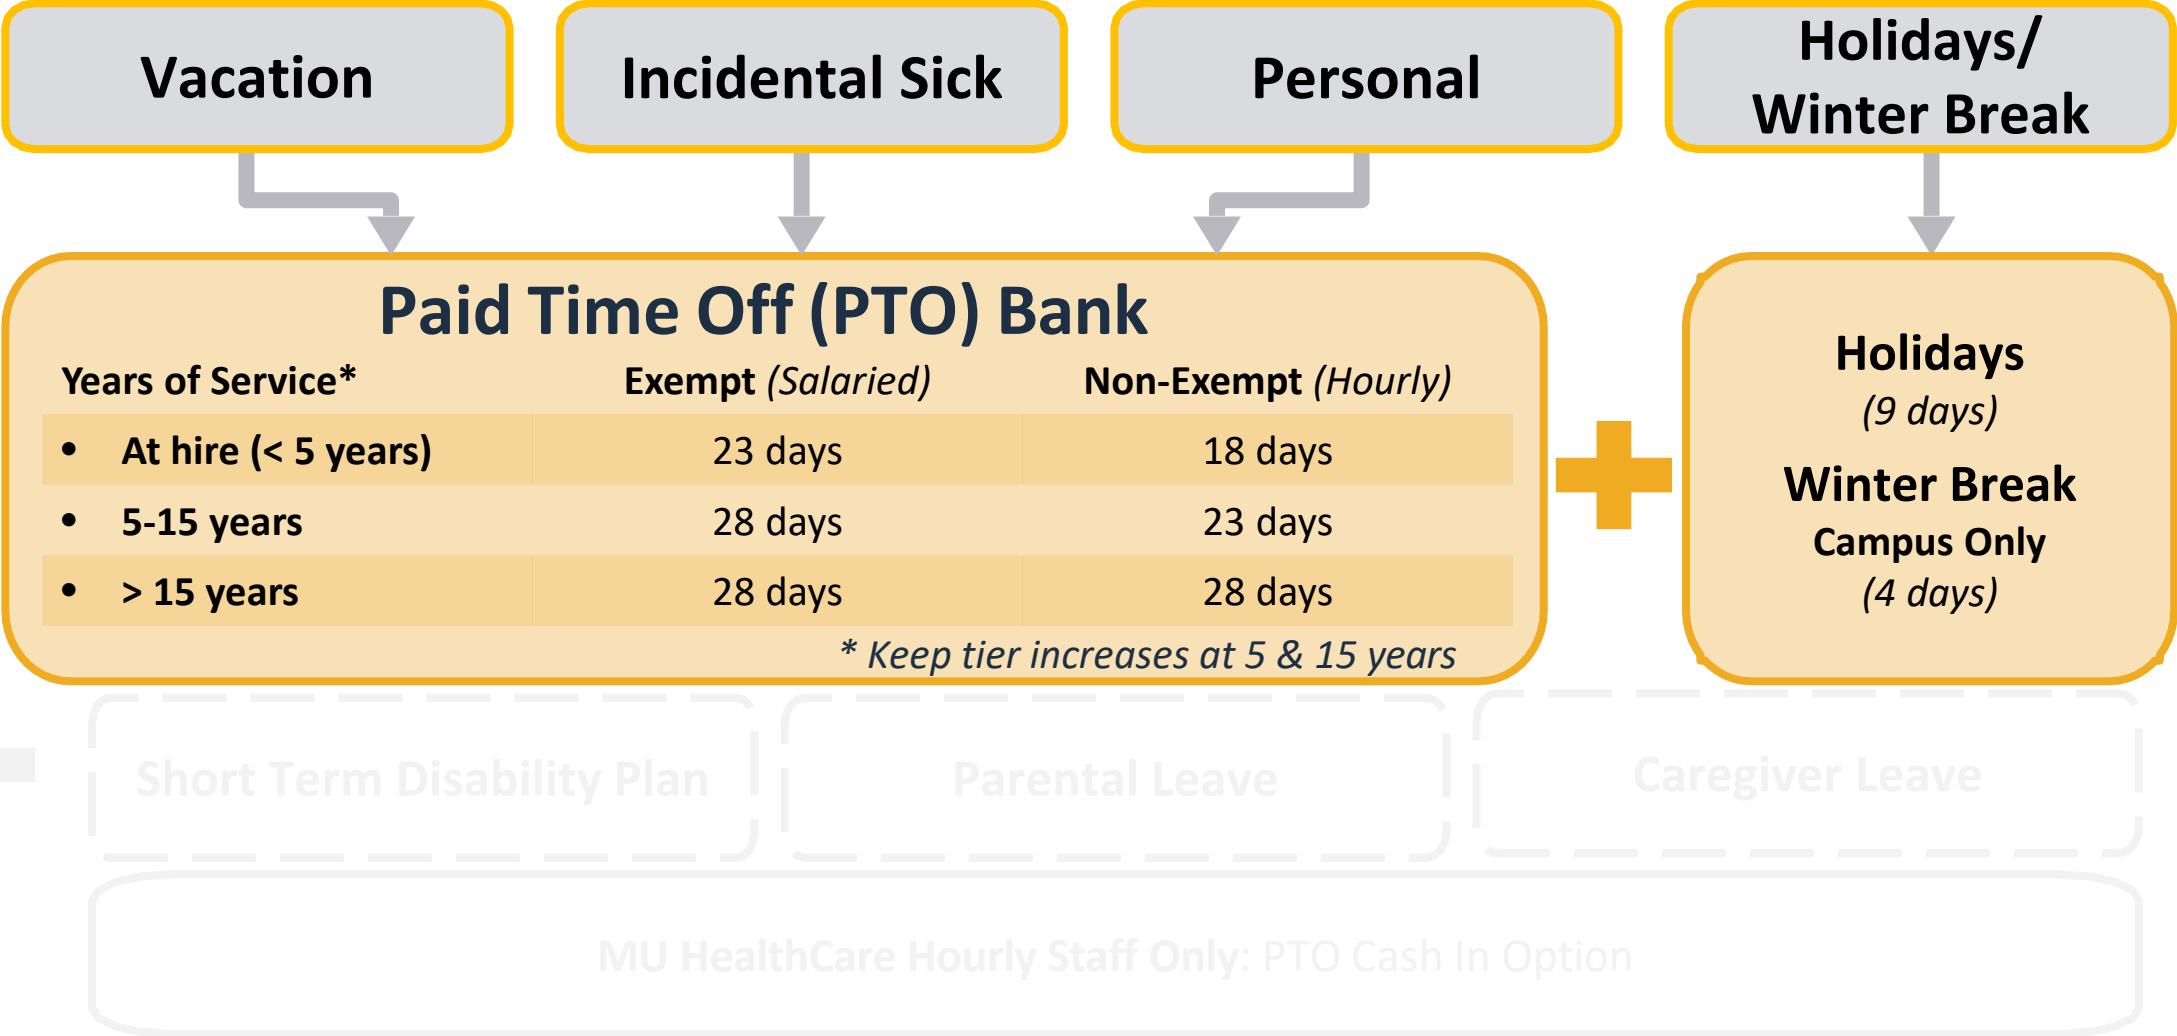 Vacation
Incidental Sick
Personal
Holidays/
Winter Break
Paid Time Off (PTO) Bank
Years of Service* Exempt (Salaried) Non-Exempt (Hourly)
• At hire (< 5 years) 23 days 18 days
• 5-15 years 28 days 23 days
• > 15 years 28 days 28 days
* Keep tier increases at 5 & 15 years
Holidays
(9 days)
Winter Break
Campus Only
(4 days)
Short Term Disability Plan
Parental Leave
Caregiver Leave
MU HealthCare Hourly Staff Only: PTO Cash In Option